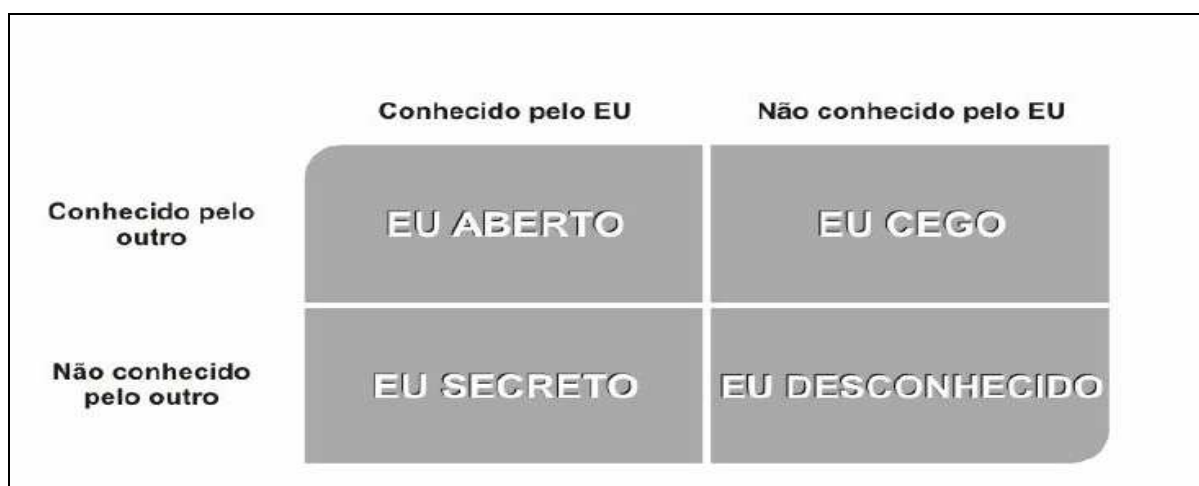 Conhecido pelo EU
Não conhecido pelo EU
Conhecido pelo
outro
EU ABERTO
EU CEGO
Não conhecido
pelo outro
EU SECRETO
EU DESCONHECIDO